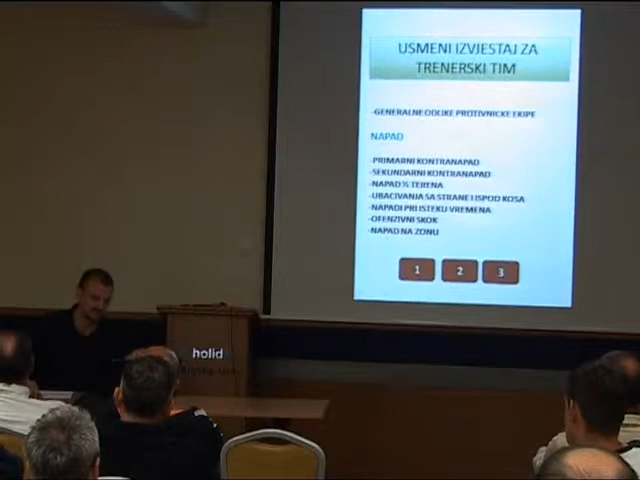 USMENI IZVJESTAJ ZA
TRENERSKI TIM
-GENERALNE ODLIKE PROTIVNICKE EKIPE
NAPAD
-PRIMARNI KONTRANAPAD
-SEKUNDARNI KONTRANAPAD
-NAPAD ½ TERENA
-UBACIVANJA SA STRANE I ISPOD KOSA
-NAPADI PRI ISTEKU VREMENA
-OFENZIVNI SKOK
-NAPAD NA ZONU
1 2 3
holid